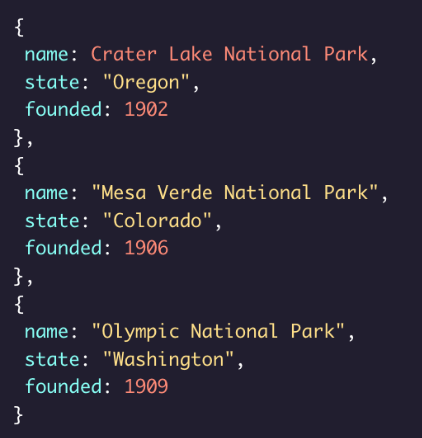 {
name: Crater Lake National Park,
state: "Oregon",
founded: 1902
},
{
name: "Mesa Verde National Park",
state: "Colorado",
founded: 1906
},
{
name: "Olympic National Park",
state: "Washington",
founded: 1909
}